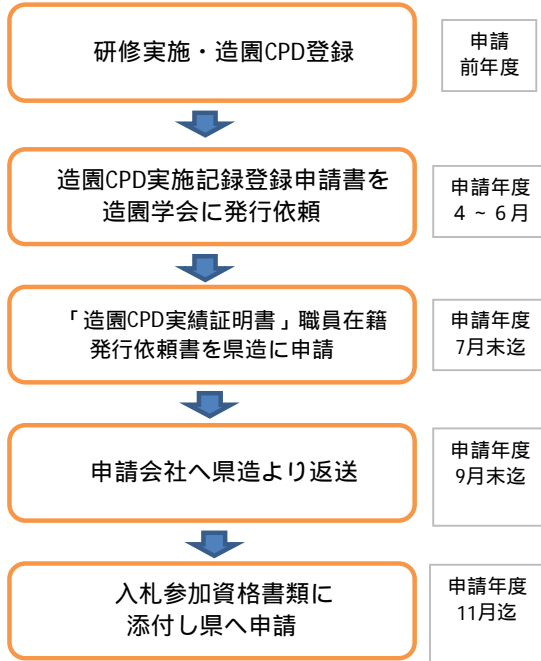 研修実施・造園CPD登録
申請
前年度
造園CPD実施記録登録申請書を
造園学会に発行依頼
申請年度
4 ~ 6月
「造園CPD実績証明書」職員在籍
発行依頼書を県造に申請
申請年度
7月末迄
申請会社へ県造より返送
申請年度
9月末迄
入札参加資格書類に
添付し県へ申請
申請年度
11月迄